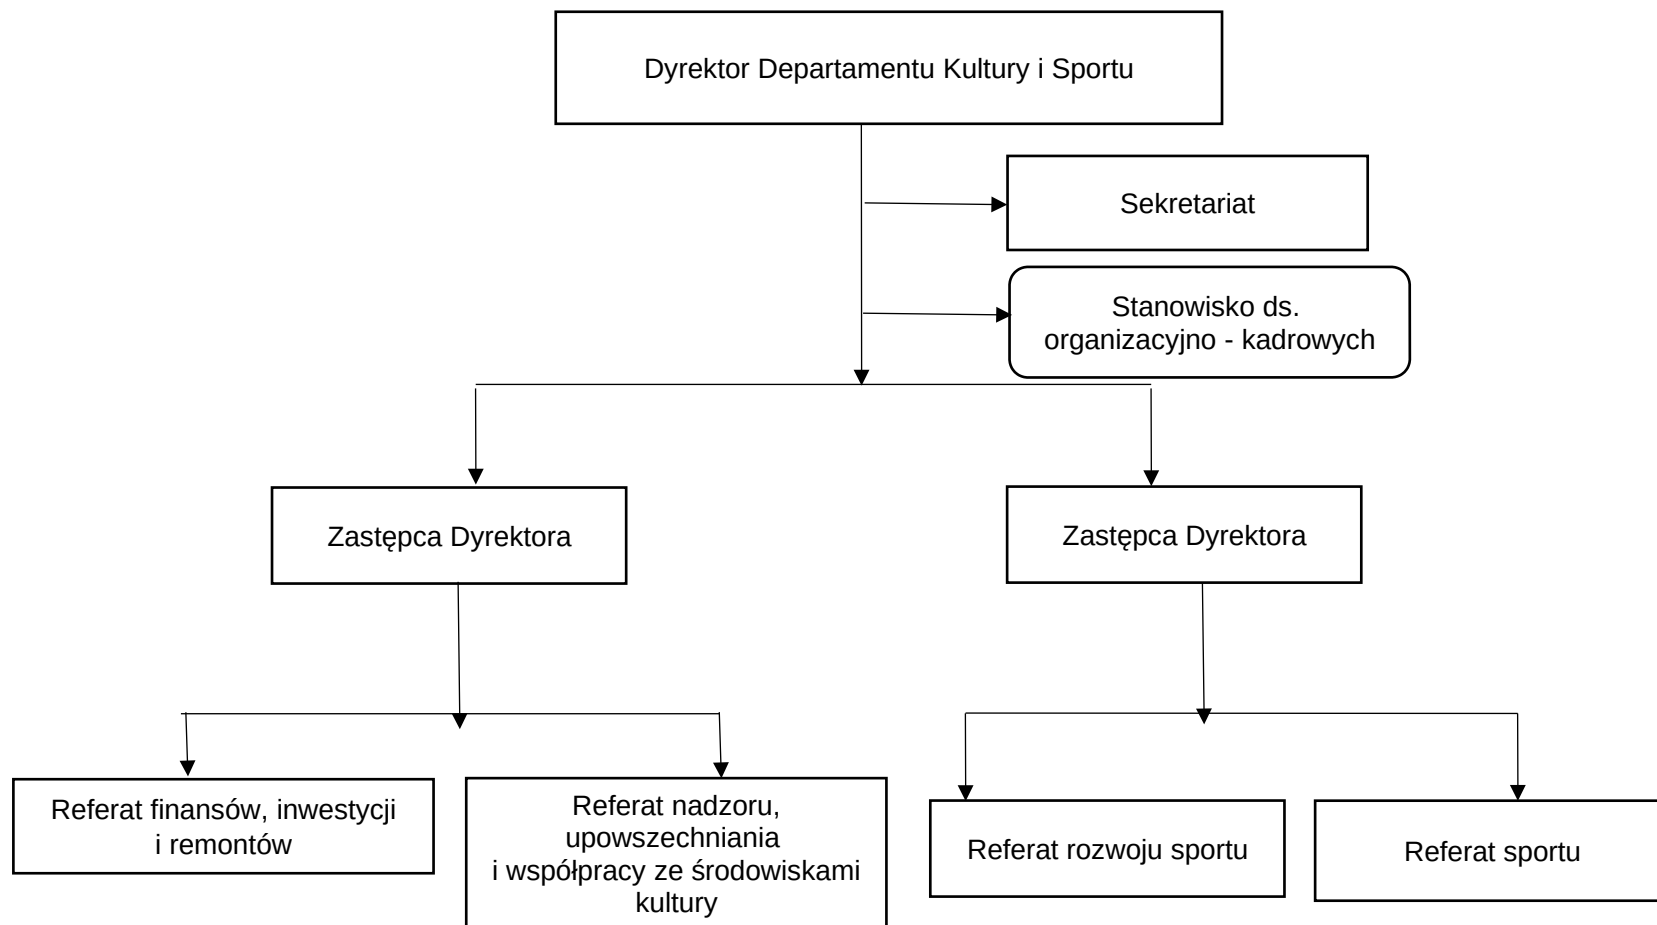 Dyrektor Departamentu Kultury i Sportu
Sekretariat
Stanowisko ds.
organizacyjno - kadrowych
Zastępca Dyrektora
Zastępca Dyrektora
Referat finansów, inwestycji
i remontów
Referat nadzoru,
upowszechniania
i współpracy ze środowiskami
kultury
Referat rozwoju sportu
Referat sportu